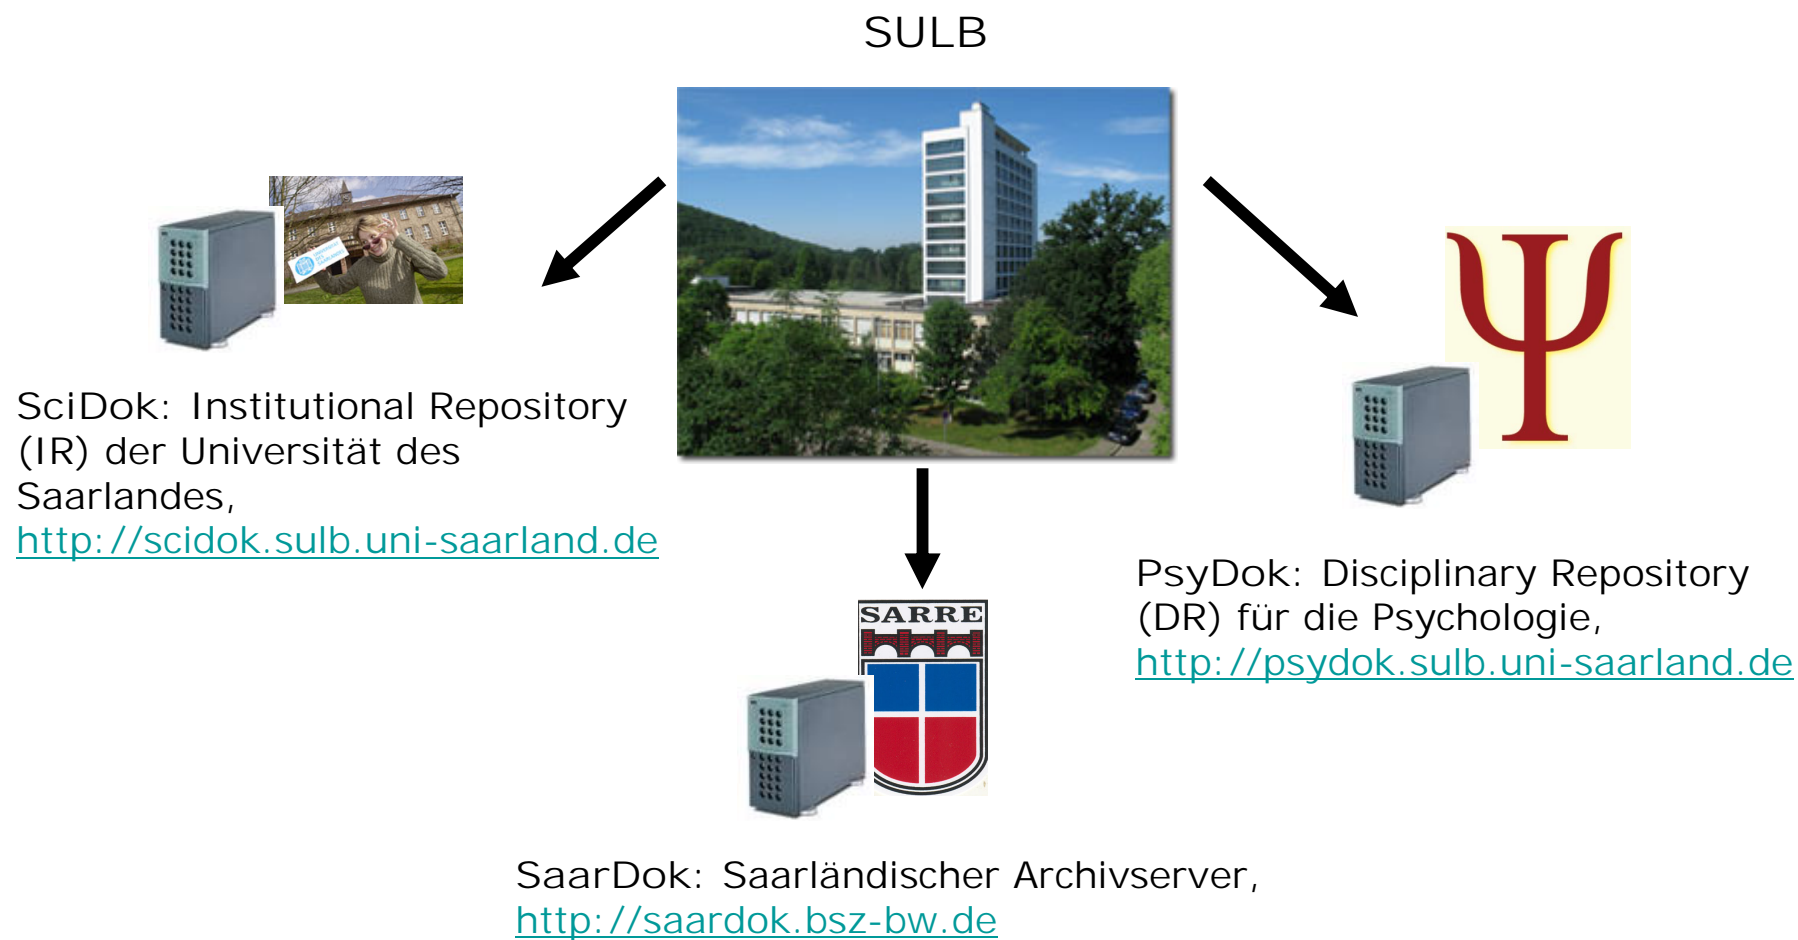 SULB
SciDok: Institutional Repository
(IR) der Universität des
Saarlandes,
http://scidok.sulb.uni-saarland.de
PsyDok: Disciplinary Repository
(DR) für die Psychologie,
http://psydok.sulb.uni-saarland.de
SARRE
SaarDok: Saarländischer Archivserver,
http://saardok.bsz-bw.de